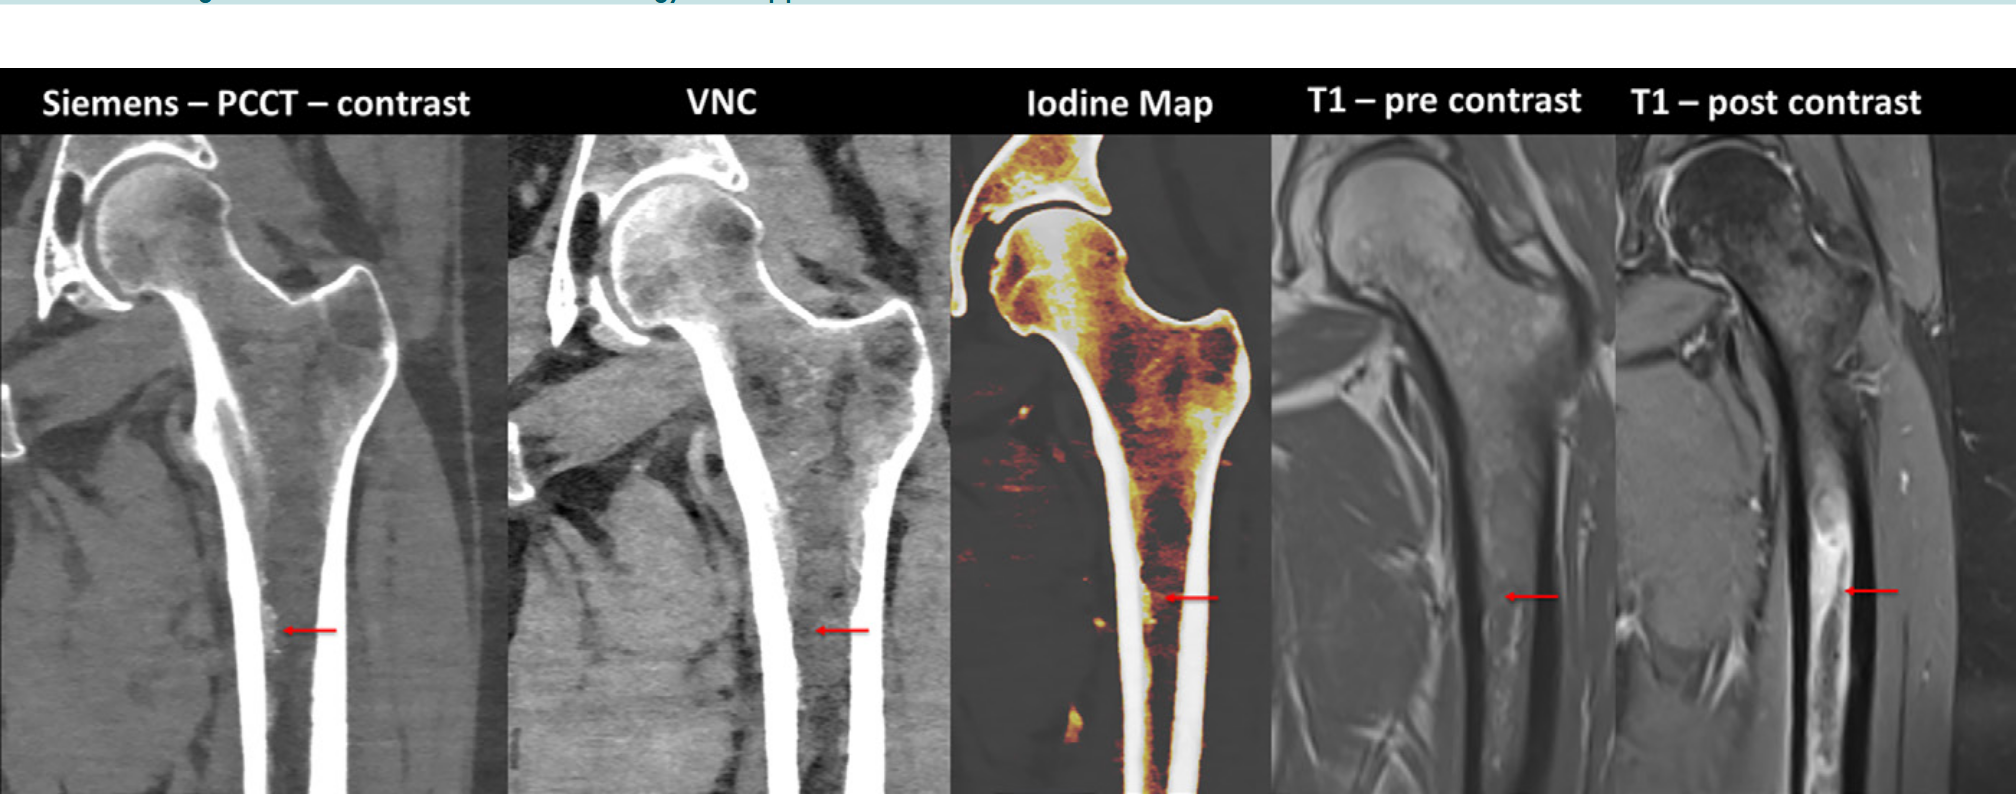 Siemens – PCCT – contrast
VNC
Iodine Map
T1 – pre contrast
T1 – post contrast